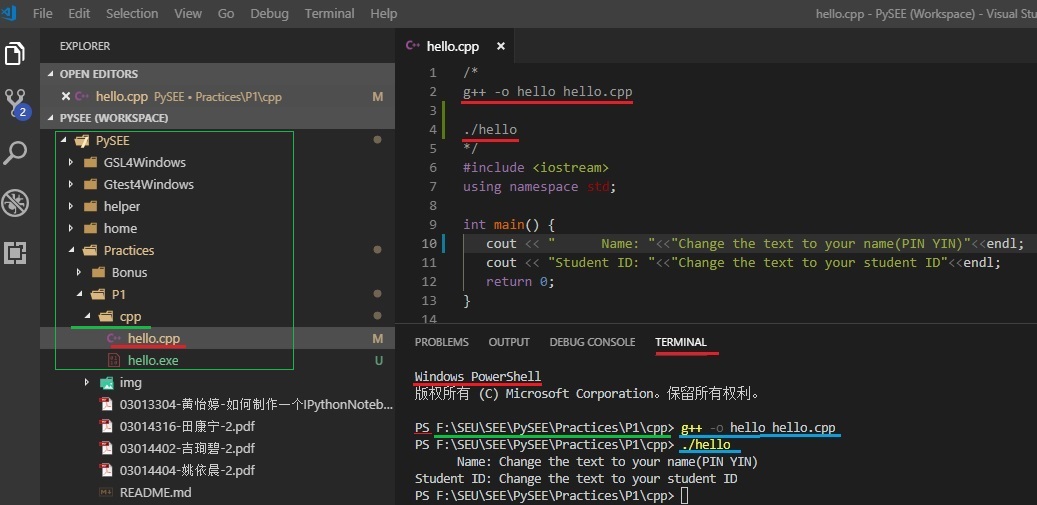 File Edit Selection View Go Debug Terminal Help
hello.cpp - PySEE (Workspace) - Visual Stu
EXPLORER
OPEN EDITORS
hello.cpp PySEE • Practices\P1\cpp M
PYSEE (WORKSPACE)
PySEE
GSL4Windows
Gtest4Windows
helper
home
Practices
Bonus
P1
cpp
hello.cpp M
hello.exe U
img
03013304-黄怡婷-如何制作一个IPythonNoteb...
03014316-田康宁-2.pdf
03014402-吉珣碧-2.pdf
03014404-姚依晨-2.pdf
README.md
2
hello.cpp
1 /*
2 g++ -o hello hello.cpp
3
4 ./hello
5 */
6 #include <iostream>
7 using namespace std;
8
9 int main() {
10 cout << "      Name: "<<"Change the text to your name(PIN YIN)"<<endl;
11 cout << "Student ID: "<<"Change the text to your student ID"<<endl;
12 return 0;
13 }
14
PROBLEMS OUTPUT DEBUG CONSOLE TERMINAL
Windows PowerShell
版权所有 (C) Microsoft Corporation。保留所有权利。
PS F:\SEU\SEE\PySEE\Practices\P1\cpp> g++ -o hello hello.cpp
PS F:\SEU\SEE\PySEE\Practices\P1\cpp> ./hello
Name: Change the text to your name(PIN YIN)
Student ID: Change the text to your student ID
PS F:\SEU\SEE\PySEE\Practices\P1\cpp>